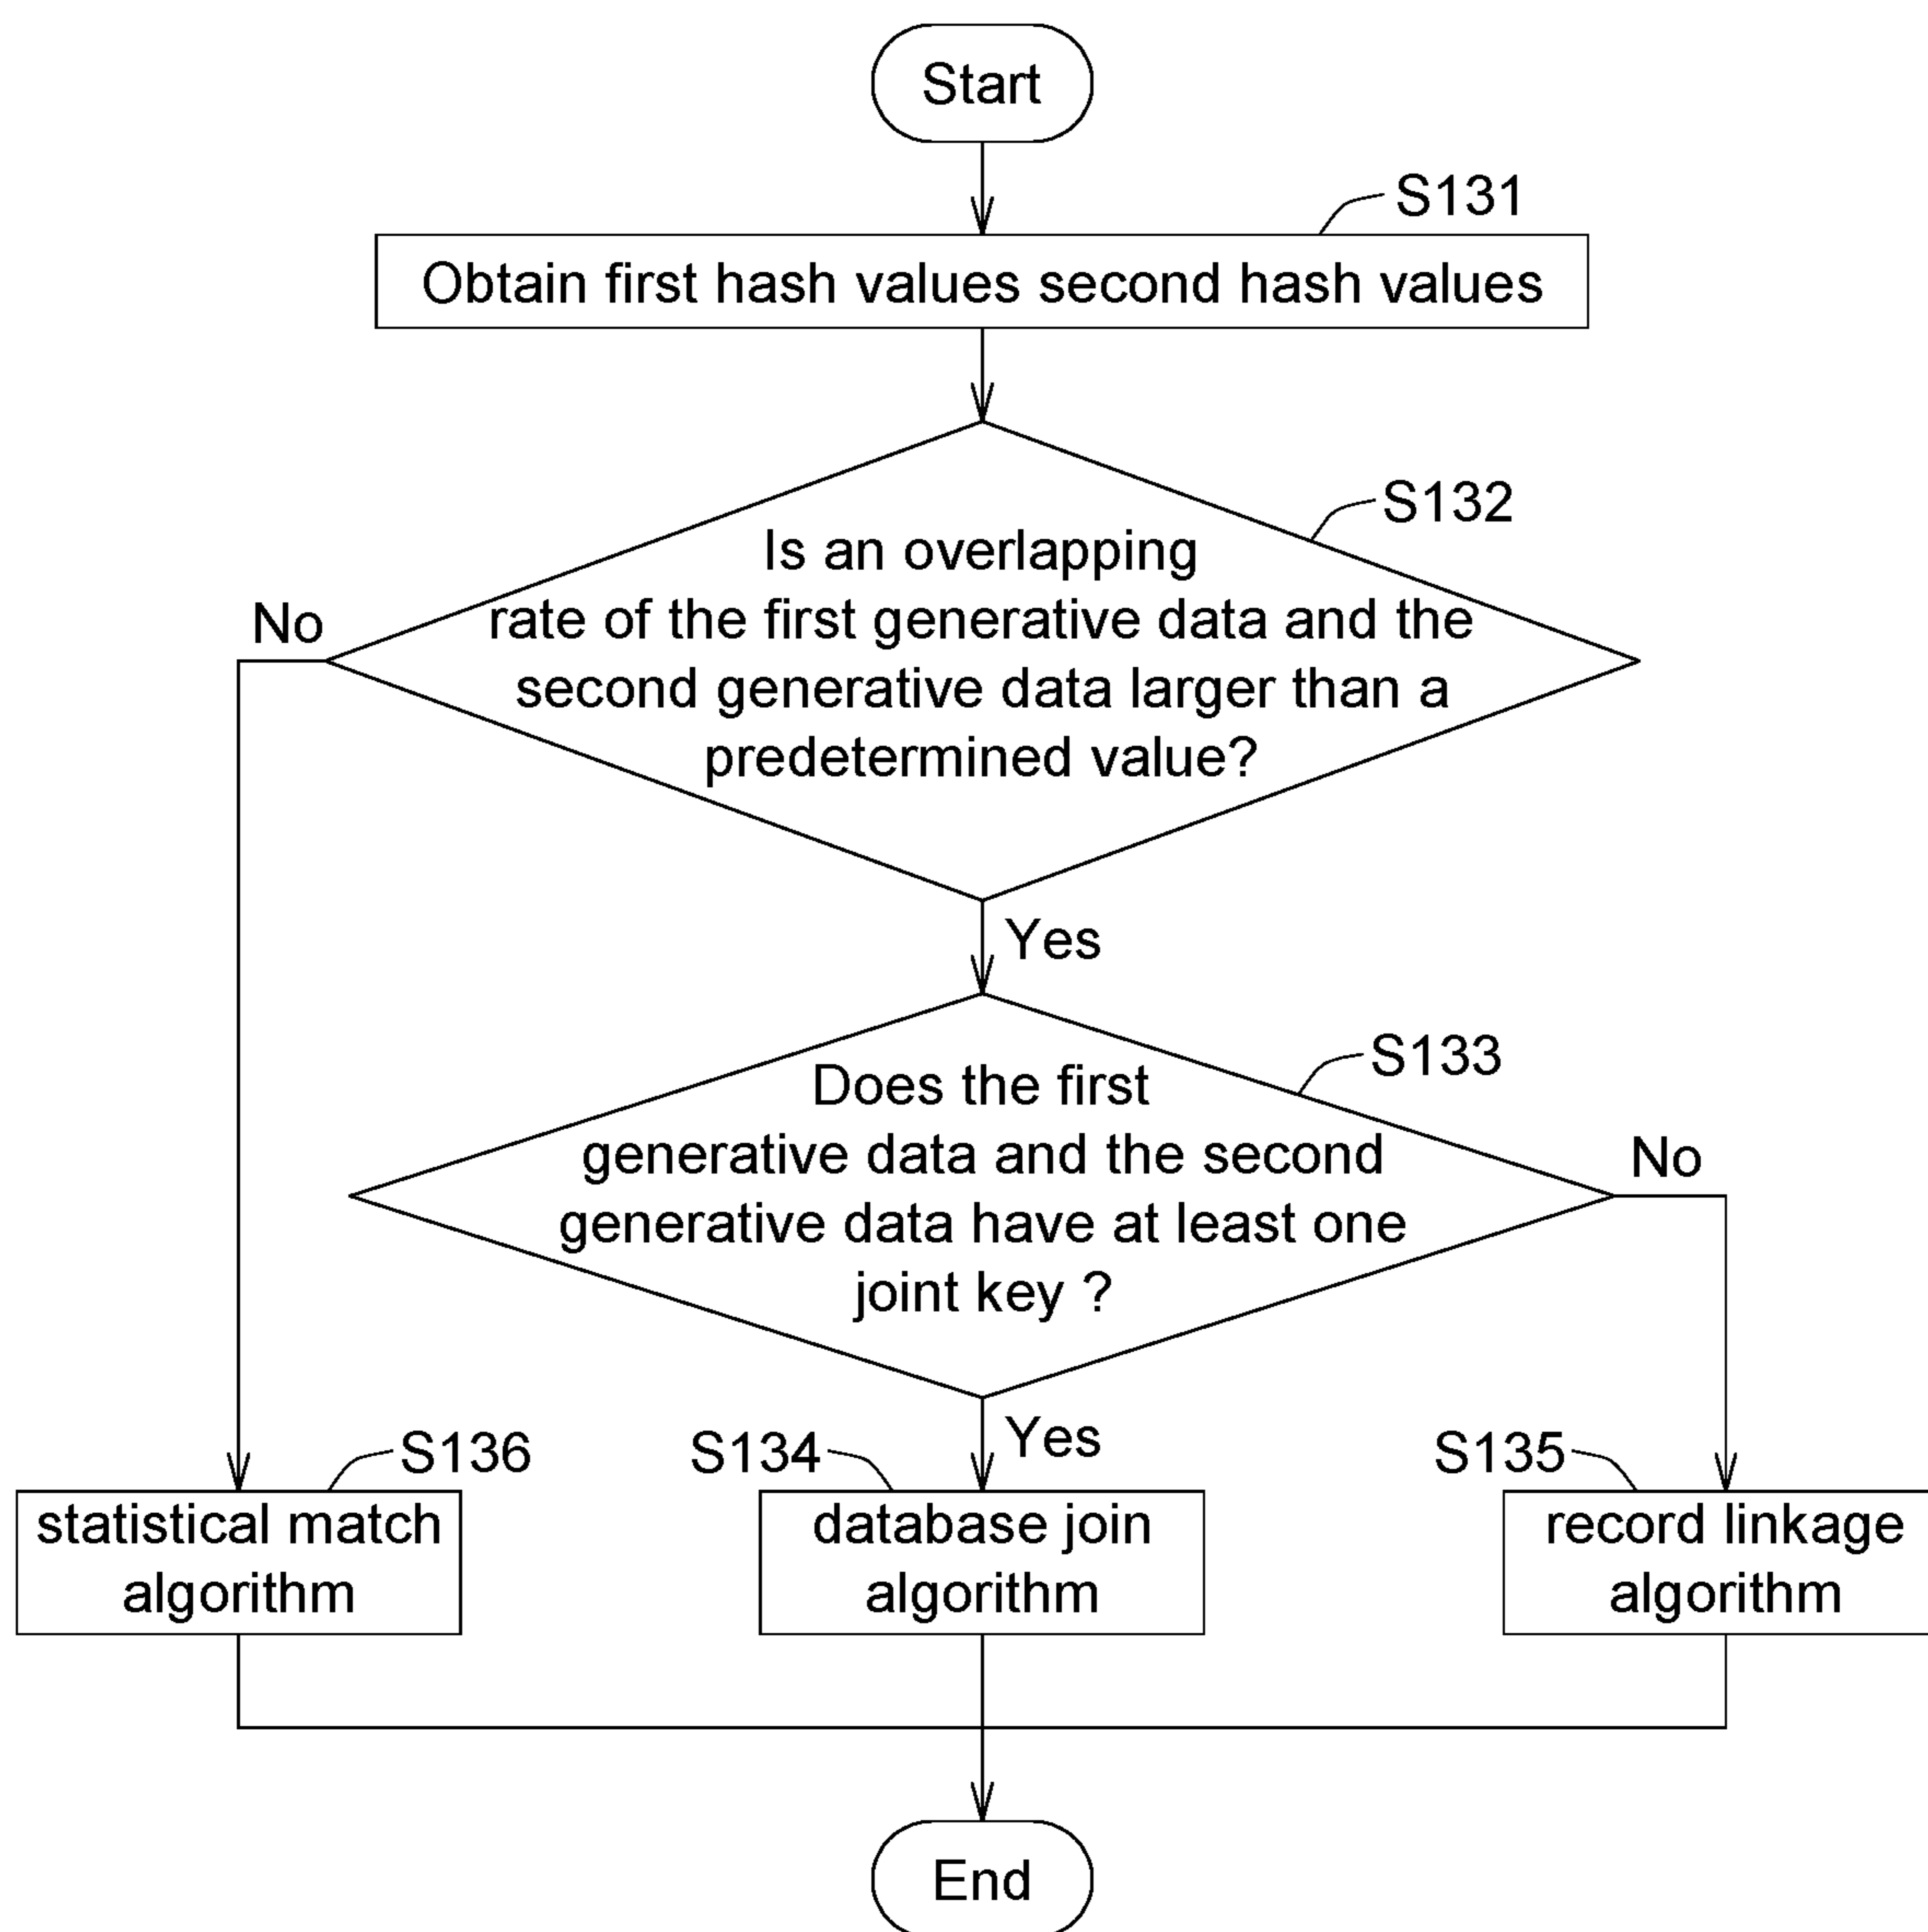 Start
S131
Obtain first hash values second hash values
S132
Is an overlapping
rate of the first generative data and the
second generative data larger than a
predetermined value?
No
Yes
S133
Does the first
generative data and the second
generative data have at least one
joint key ?
No
Yes
S136
statistical match
algorithm
S134
database join
algorithm
S135
record linkage
algorithm
End